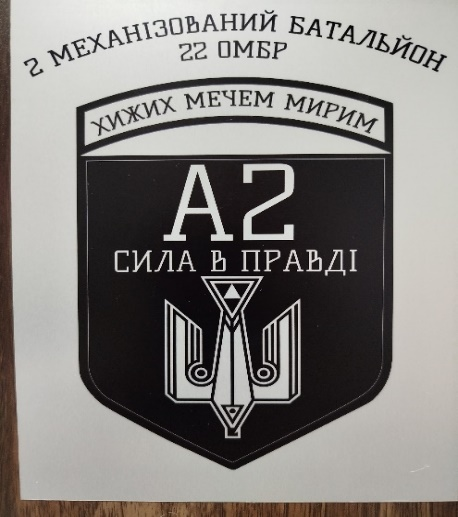 2 МЕХАНІЗОВАНИЙ БАТАЛЬЙОН
22 ОМБР
ХИЖИХ МЕЧЕМ МИРИМ
А2
СИЛА В ПРАВДІ